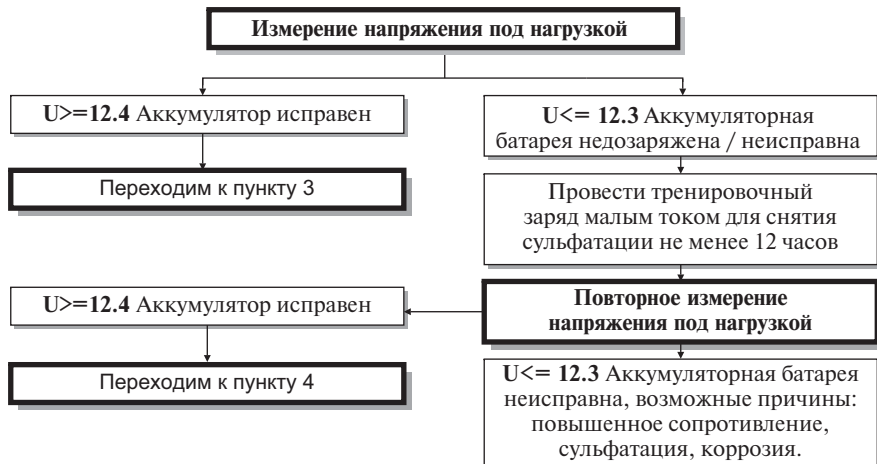 Измерение напряжения под нагрузкой
U>=12.4 Аккумулятор исправен
Переходим к пункту 3
U<= 12.3 Аккумуляторная
батарея недозаряжена / неисправна
Провести тренировочный
заряд малым током для снятия
сульфатации не менее 12 часов
Повторное измерение
напряжения под нагрузкой
U>=12.4 Аккумулятор исправен
Переходим к пункту 4
U<= 12.3 Аккумуляторная батарея
неисправна, возможные причины:
повышенное сопротивление,
сульфатация, коррозия.